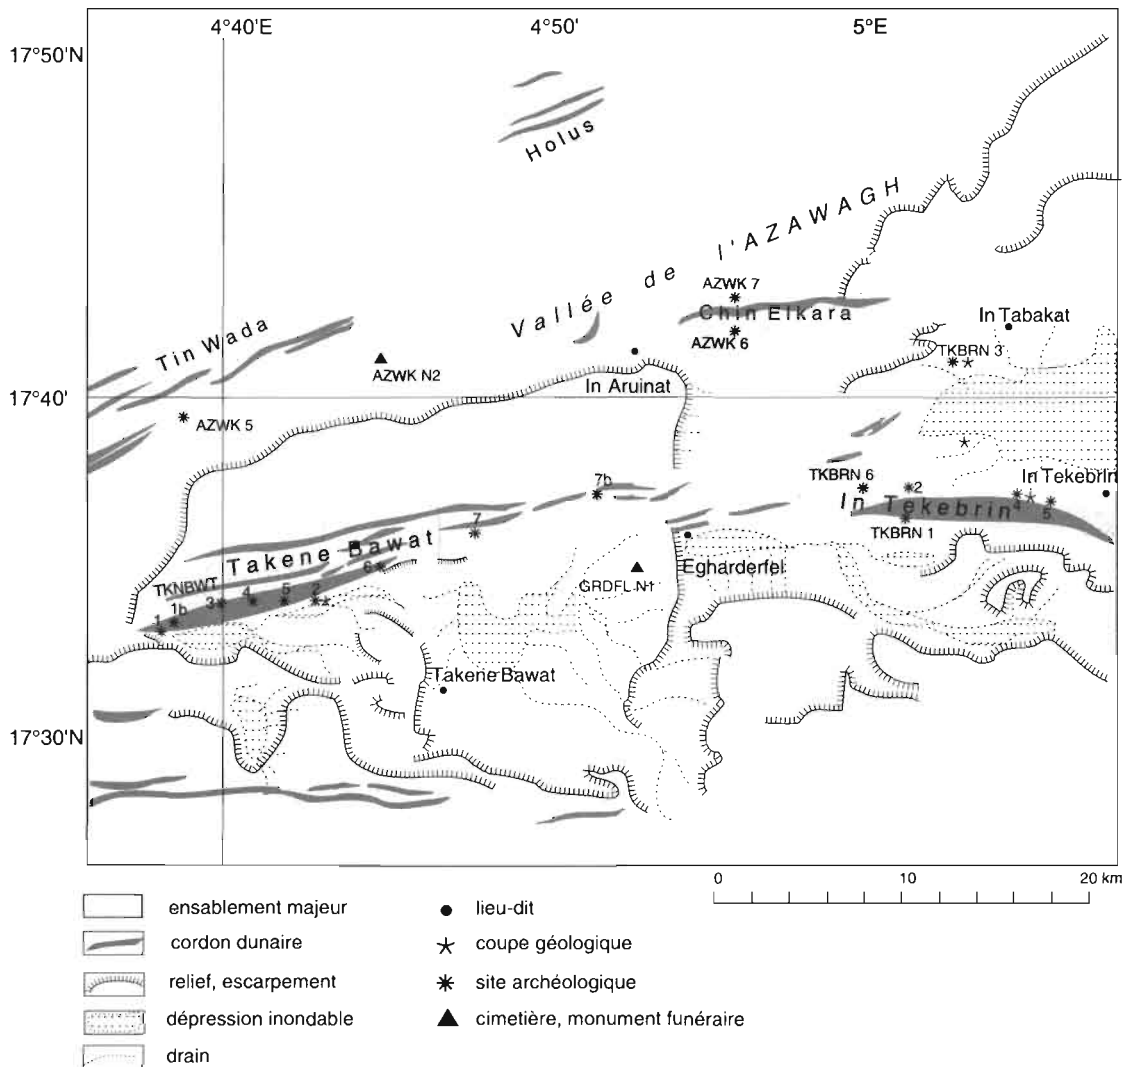 4°40'E 4°50' 5°E
17°50'N
Holus
Vallée de l'AZAWAGH
AZWK 7
Chin Elkara
AZWK 6
In Tabakat
TKBRN 3
Tin Wada
AZWK N2
In Aruinat
17°40'
AZWK 5
7b
TKBRN 6
2
In Tekebrin
In Tekebrin
4
5
TKBRN 1
7
Takene Bawat
6
Egharderfel
GRDFL N1
TKNBWT
1
1b
3
4
5
2
Takene Bawat
17°30'N
0 10 20 km
ensablement majeur
cordon dunaire
relief, escarpement
dépression inondable
drain
lieu-dit
coupe géologique
site archéologique
cimetière, monument funéraire